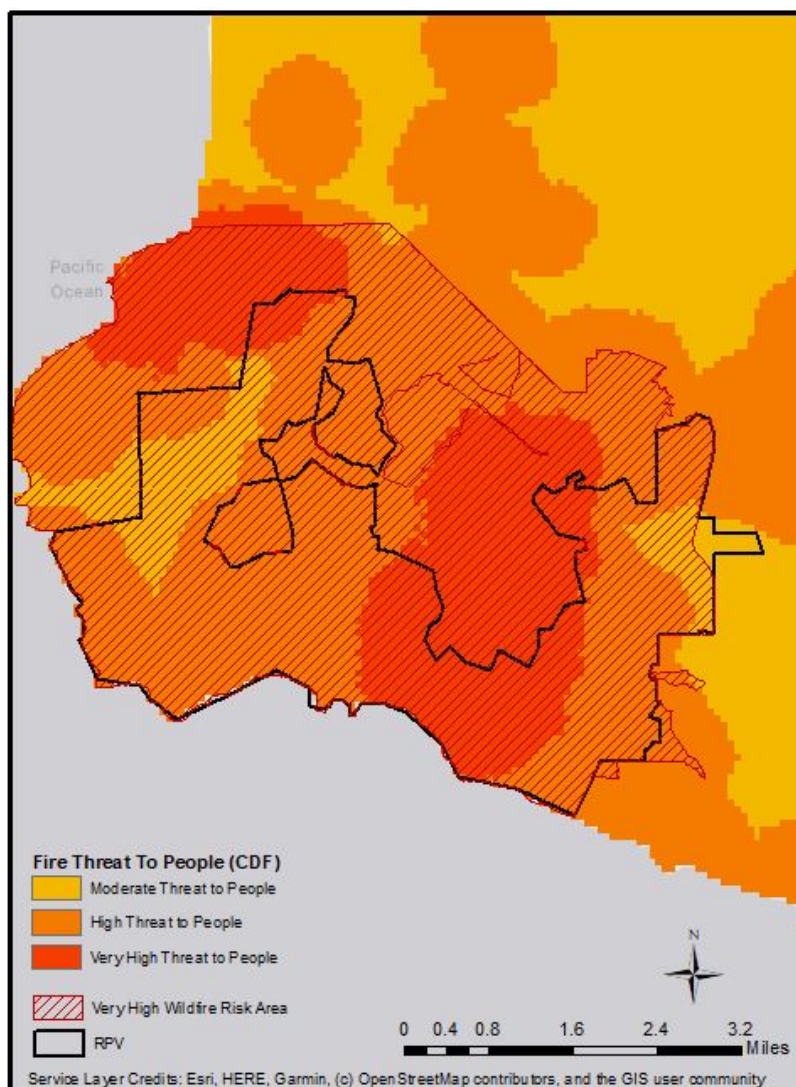 Pacific
Ocean
Fire Threat To People (CDF)
Moderate Threat to People
High Threat to People
Very High Threat to People
Very High Wildfire Risk Area
RPV
N
0 0.4 0.8 1.6 2.4 3.2
Miles
Service Layer Credits: Esri, HERE, Garmin, (c) OpenStreetMap contributors, and the GIS user community